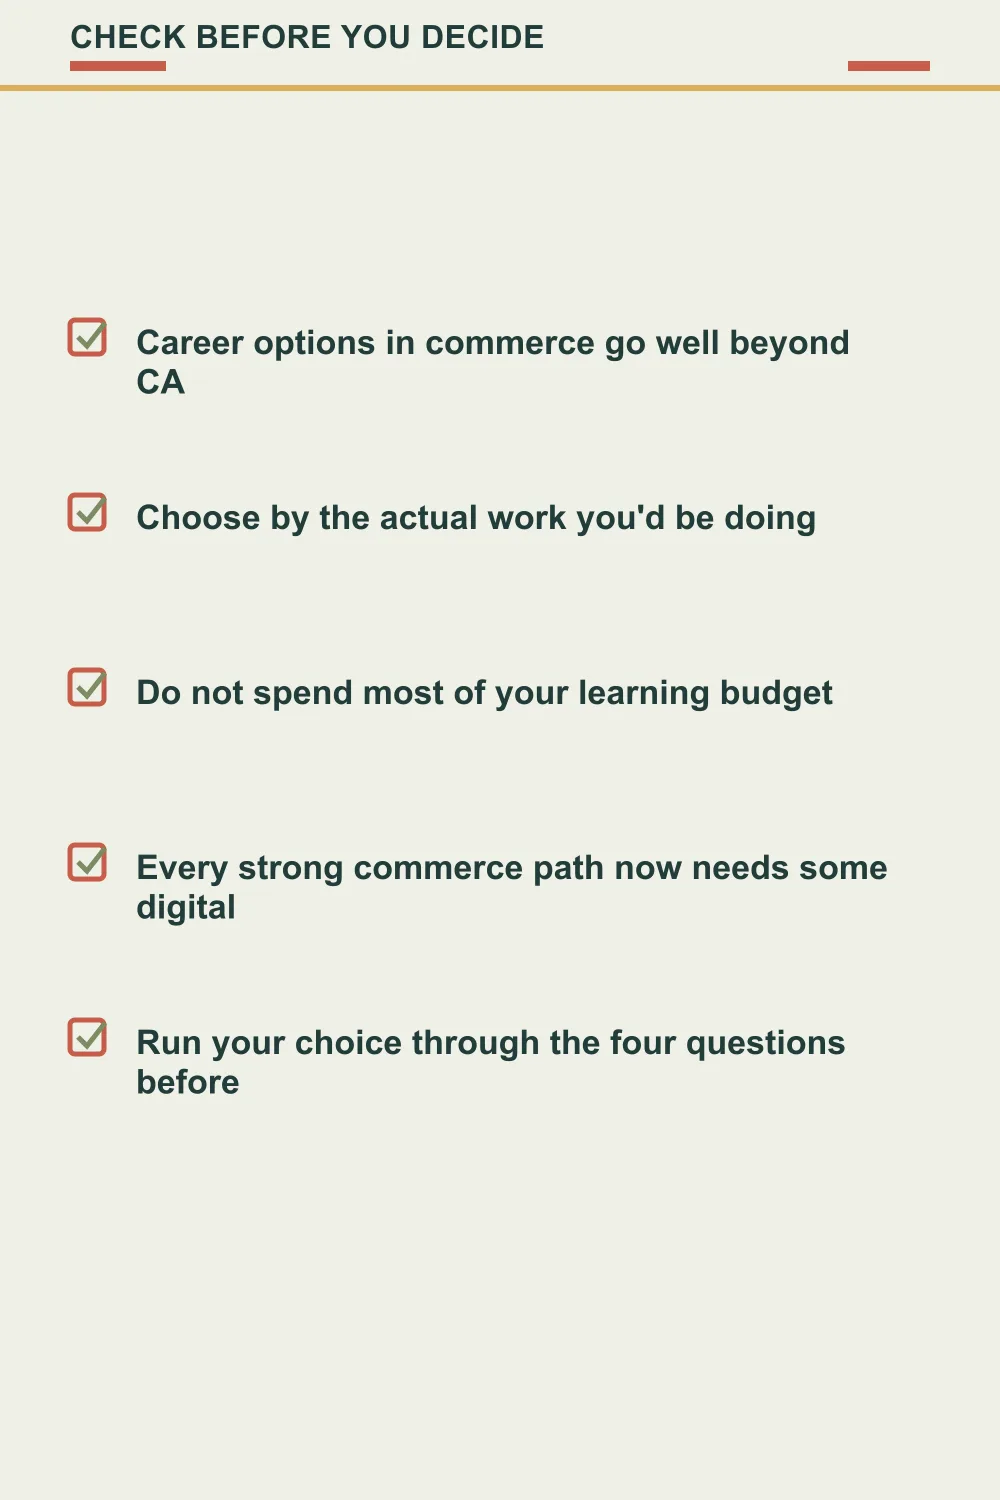 CHECK BEFORE YOU DECIDE
Career options in commerce go well beyond
CA
Choose by the actual work you'd be doing
Do not spend most of your learning budget
Every strong commerce path now needs some
digital
Run your choice through the four questions
before